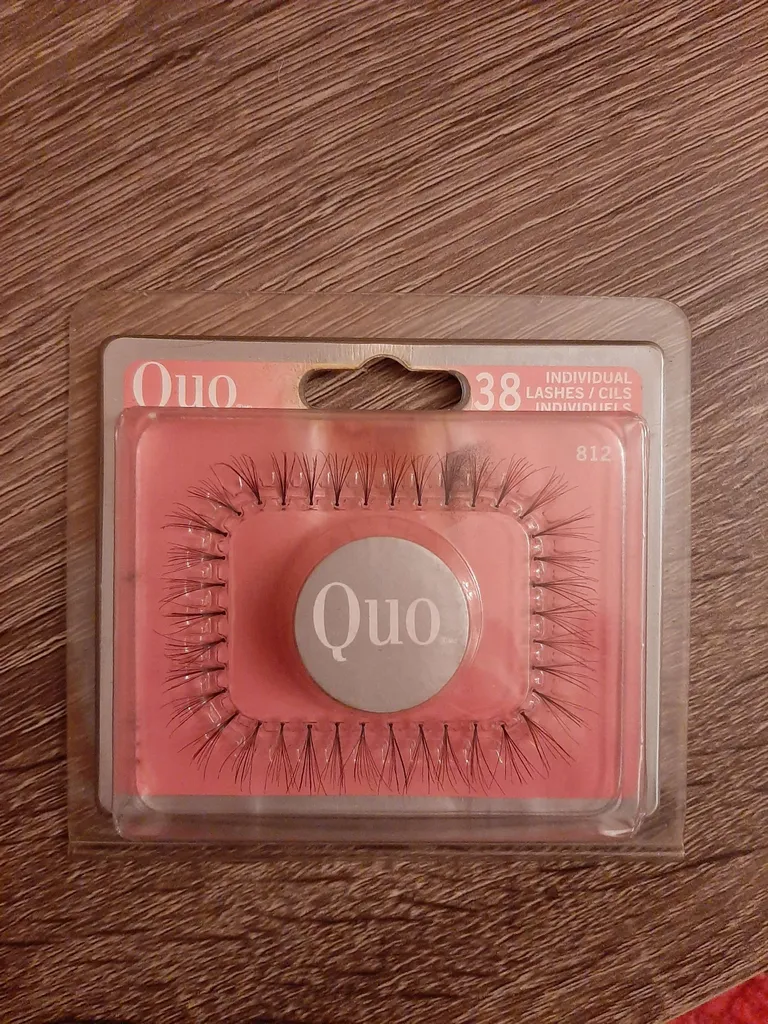 Quo
38
INDIVIDUAL
LASHES / CILS
INDIVIDUELS
812
Quo